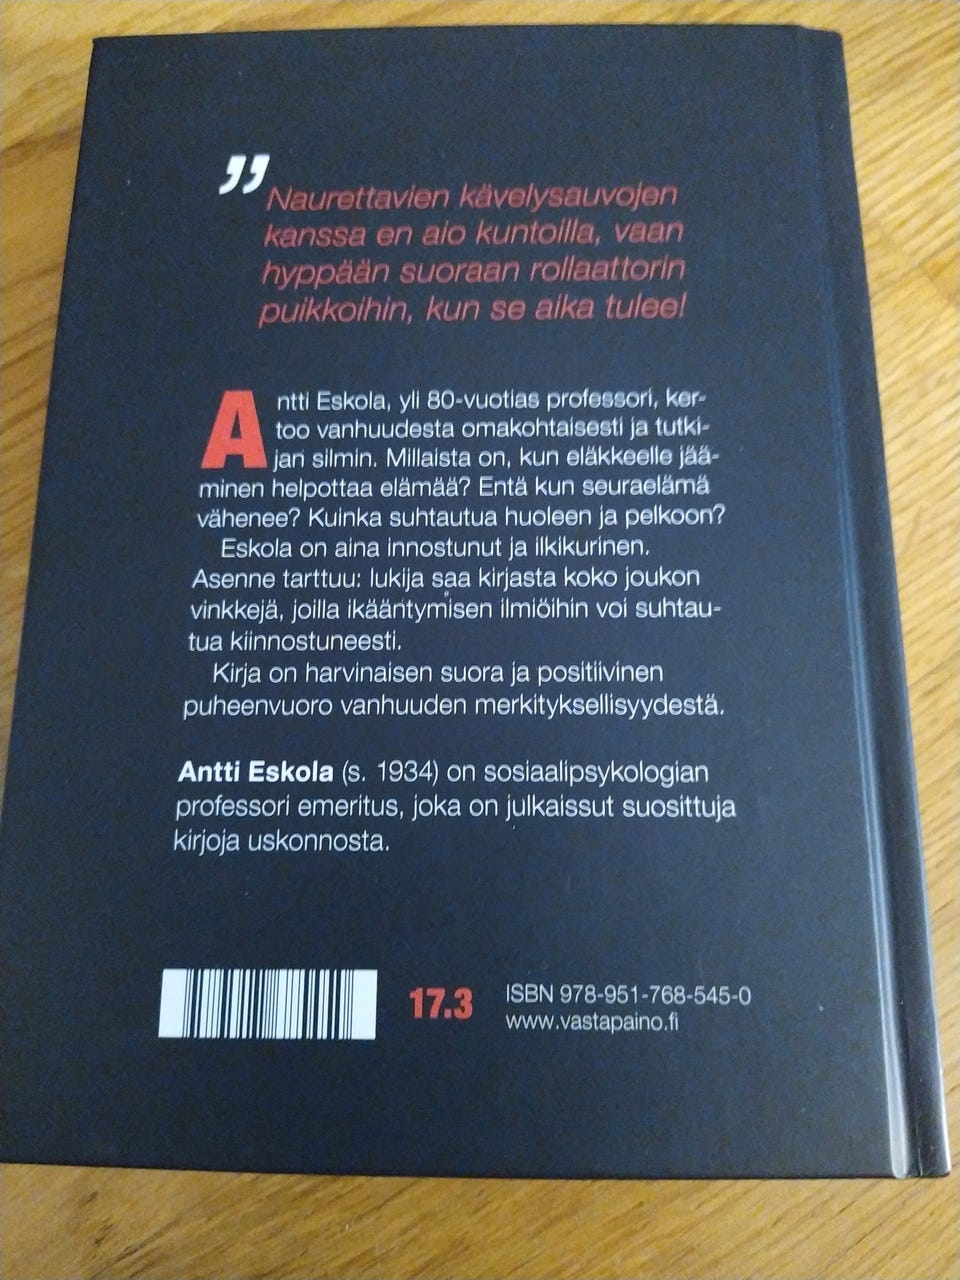 ”Naurettavien kävelysauvojen
kanssa en aio kuntoilla, vaan
hyppään suoraan rollaattorin
puikkoihin, kun se aika tulee!
Antti Eskola, yli 80-vuotias professori, ker-
too vanhuudesta omakohtaisesti ja tutki-
jan silmin. Millaista on, kun eläkkeelle jää-
minen helpottaa elämää? Entä kun seuraelämä
vähenee? Kuinka suhtautua huoleen ja pelkoon?
Eskola on aina innostunut ja ilkikurinen.
Asenne tarttuu: lukija saa kirjasta koko joukon
vinkkejä, joilla ikääntymisen ilmiöihin voi suhtau-
tua kiinnostuneesti.
Kirja on harvinaisen suora ja positiivinen
puheenvuoro vanhuuden merkityksellisyydestä.
Antti Eskola (s. 1934) on sosiaalipsykologian
professori emeritus, joka on julkaissut suosittuja
kirjoja uskonnosta.
17.3
ISBN 978-951-768-545-0
www.vastapaino.fi